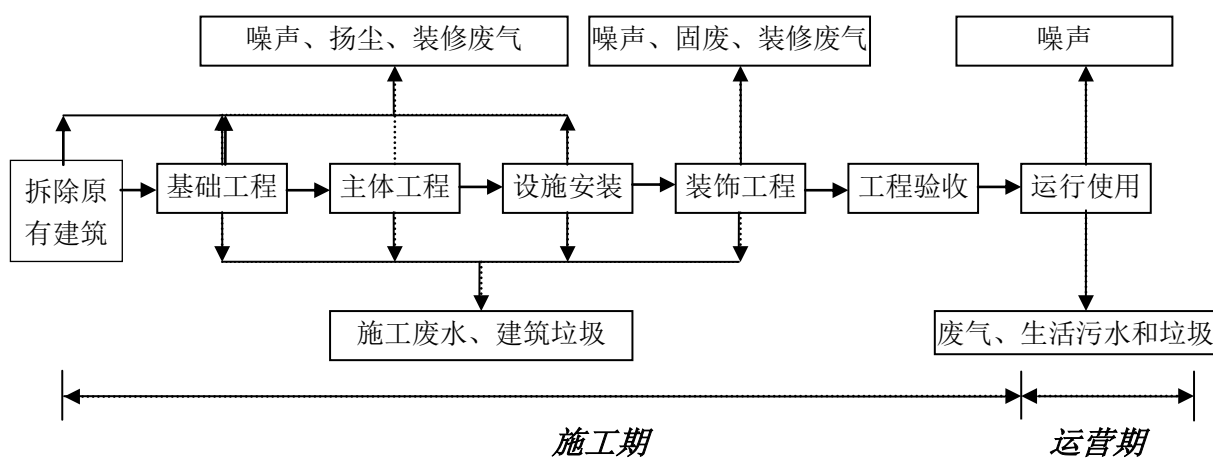 噪声、扬尘、装修废气
噪声、固废、装修废气
噪声
拆除原
有建筑
基础工程
主体工程
设施安装
装饰工程
工程验收
运行使用
施工废水、建筑垃圾
废气、生活污水和垃圾
施工期
运营期